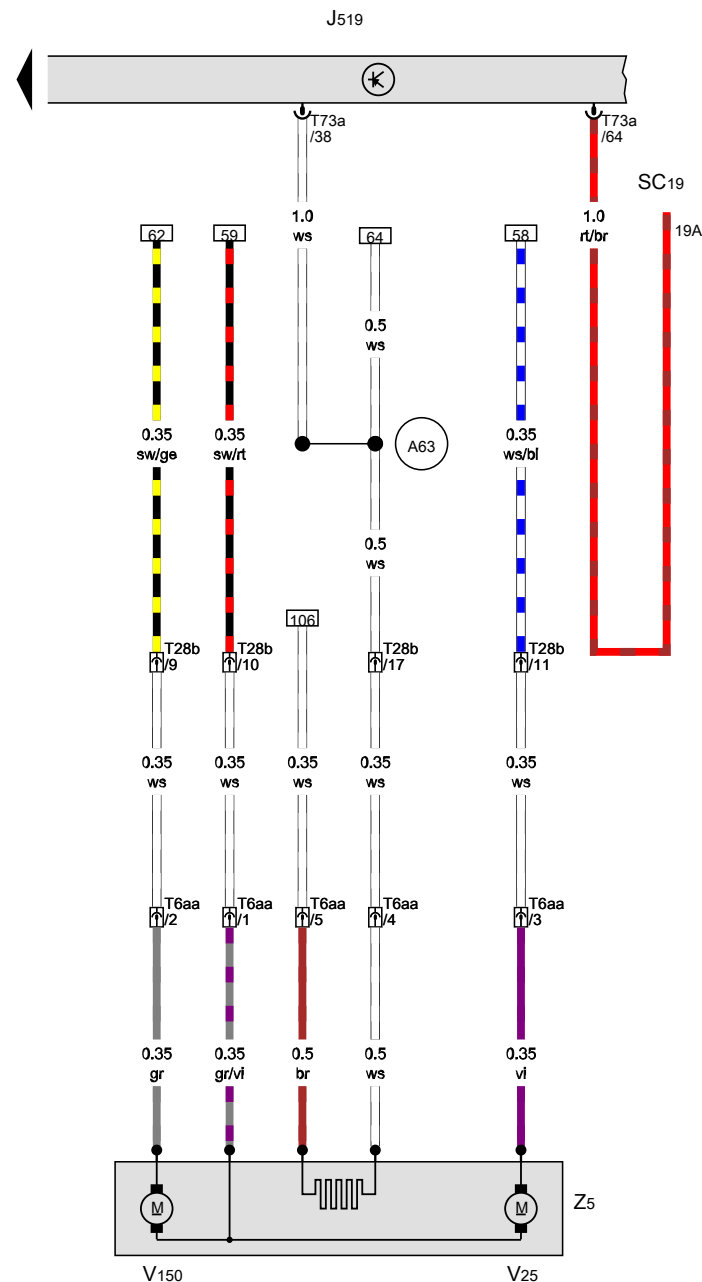 J519
T73a
/38
T73a
/64
SC19
19A
1.0
ws
1.0
rt/br
62
59
64
58
0.5
ws
0.35
sw/ge
0.35
sw/rt
A63
0.35
ws/bl
0.5
ws
106
T28b
/9
T28b
/10
T28b
/17
T28b
/11
0.35
ws
0.35
ws
0.35
ws
0.35
ws
0.35
ws
T6aa
/2
T6aa
/1
T6aa
/5
T6aa
/4
T6aa
/3
0.35
gr
0.35
gr/vi
0.5
br
0.5
ws
0.35
vi
M
M
Z5
V150
V25